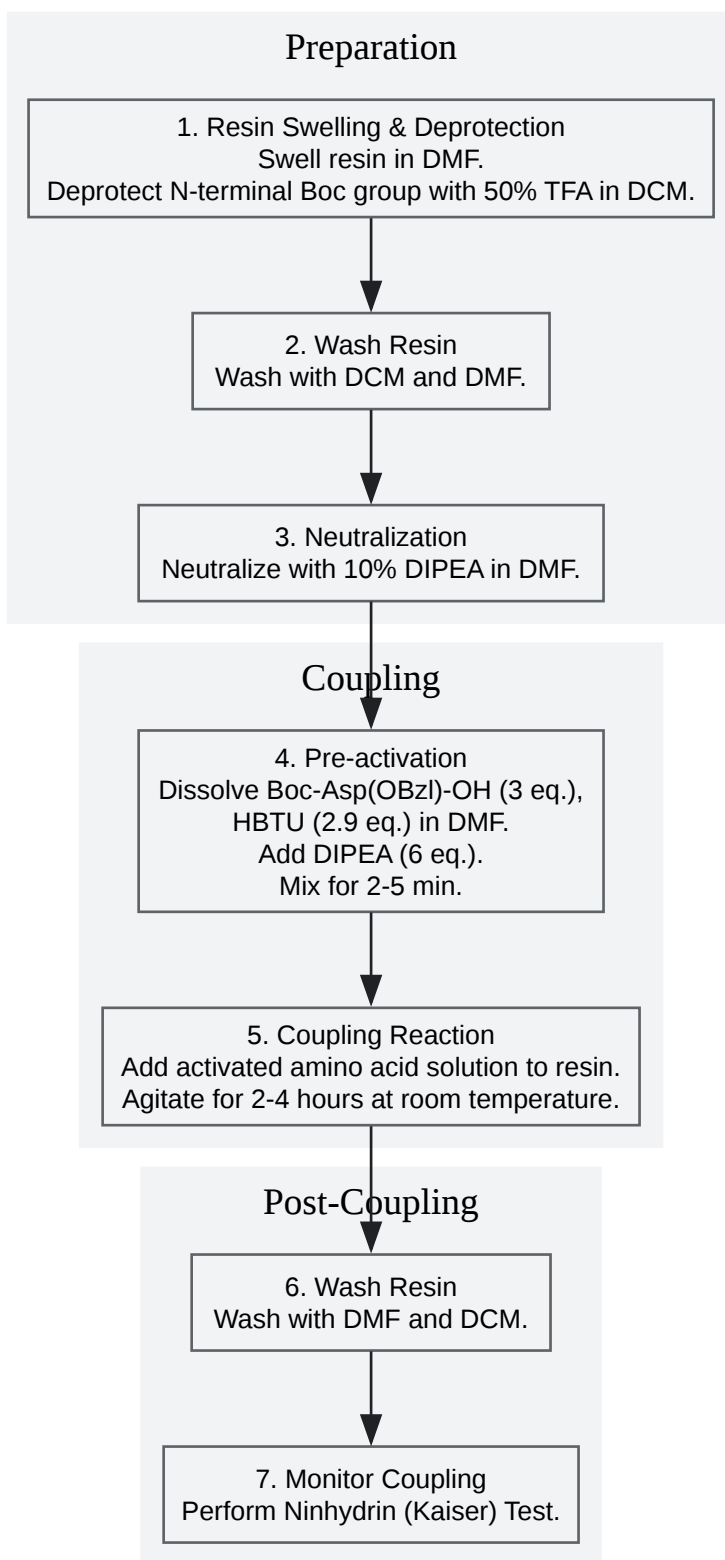 Preparation
1. Resin Swelling & Deprotection
Swell resin in DMF.
Deprotect N-terminal Boc group with 50% TFA in DCM.
2. Wash Resin
Wash with DCM and DMF.
3. Neutralization
Neutralize with 10% DIPEA in DMF.
Coupling
4. Pre-activation
Dissolve Boc-Asp(OBzl)-OH (3 eq.),
HBTU (2.9 eq.) in DMF.
Add DIPEA (6 eq.).
Mix for 2-5 min.
5. Coupling Reaction
Add activated amino acid solution to resin.
Agitate for 2-4 hours at room temperature.
Post-Coupling
6. Wash Resin
Wash with DMF and DCM.
7. Monitor Coupling
Perform Ninhydrin (Kaiser) Test.